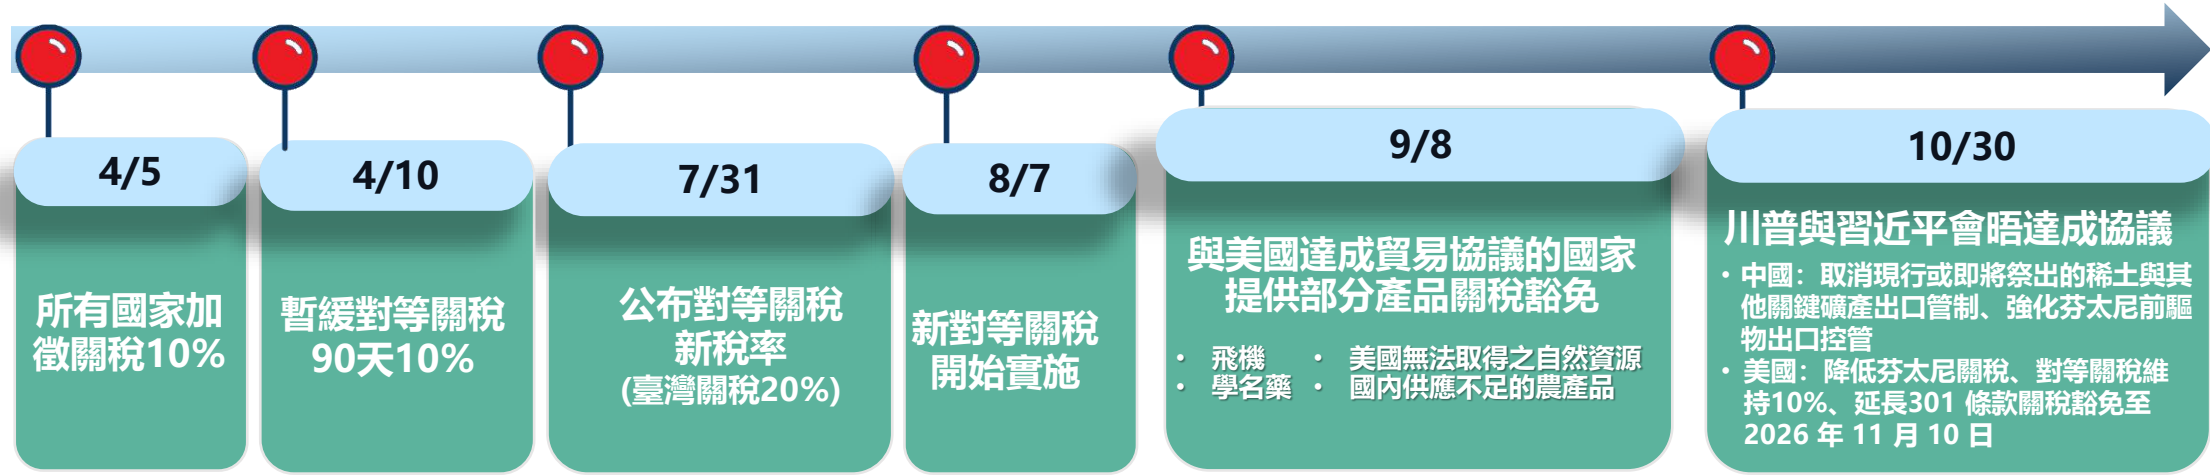 4/5
所有國家加
徵關稅10%
4/10
暫緩對等關稅
90天10%
7/31
公布對等關稅
新稅率
(臺灣關稅20%)
8/7
新對等關稅
開始實施
9/8
與美國達成貿易協議的國家
提供部分產品關稅豁免
• 飛機
• 學名藥
• 美國無法取得之自然資源
• 國內供應不足的農產品
10/30
川普與習近平會晤達成協議
• 中國：取消現行或即將祭出的稀土與其
他關鍵礦產出口管制、強化芬太尼前驅
物出口控管
• 美國：降低芬太尼關稅、對等關稅維
持10%、延長301 條款關稅豁免至
2026 年 11 月 10 日